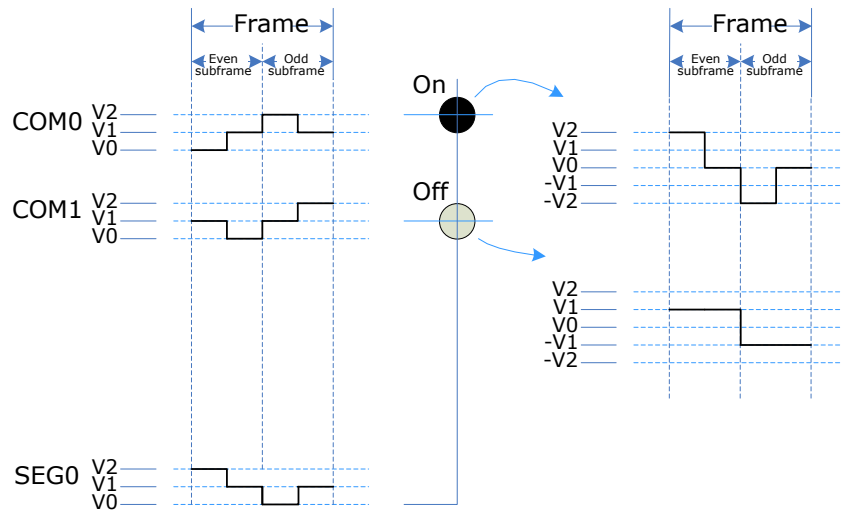 Frame
Even
subframe
Odd
subframe
COM0
V2
V1
V0
COM1
V2
V1
V0
SEG0
V2
V1
V0
On
Off
Frame
Even
subframe
Odd
subframe
V2
V1
V0
-V1
-V2
V2
V1
V0
-V1
-V2